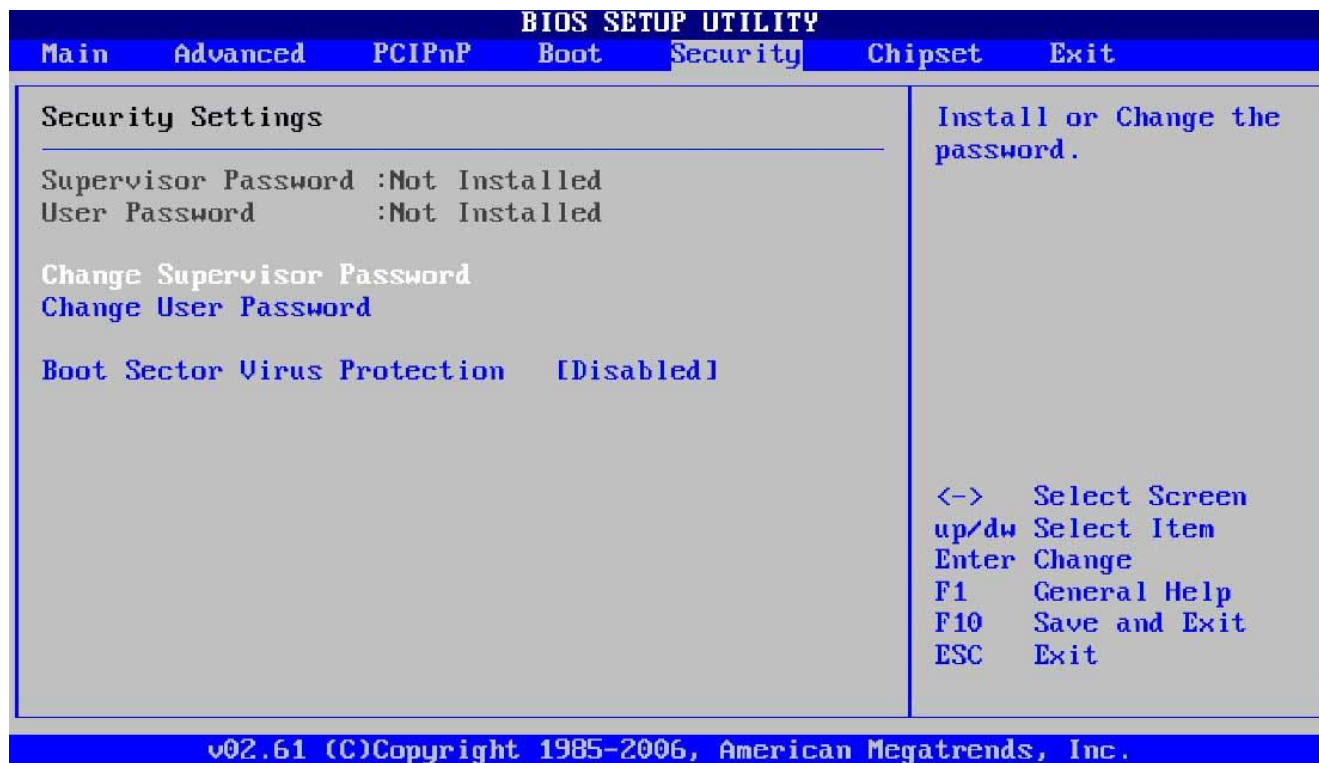 BIOS SETUP UTILITY
Main Advanced PCIPnP Boot Security Chipset Exit
Security Settings
Supervisor Password :Not Installed
User Password :Not Installed
Change Supervisor Password
Change User Password
Boot Sector Virus Protection [Disabled]
Install or Change the
password.
<-> Select Screen
up/dw Select Item
Enter Change
F1 General Help
F10 Save and Exit
ESC Exit
v02.61 (C)Copyright 1985-2006, American Megatrends, Inc.